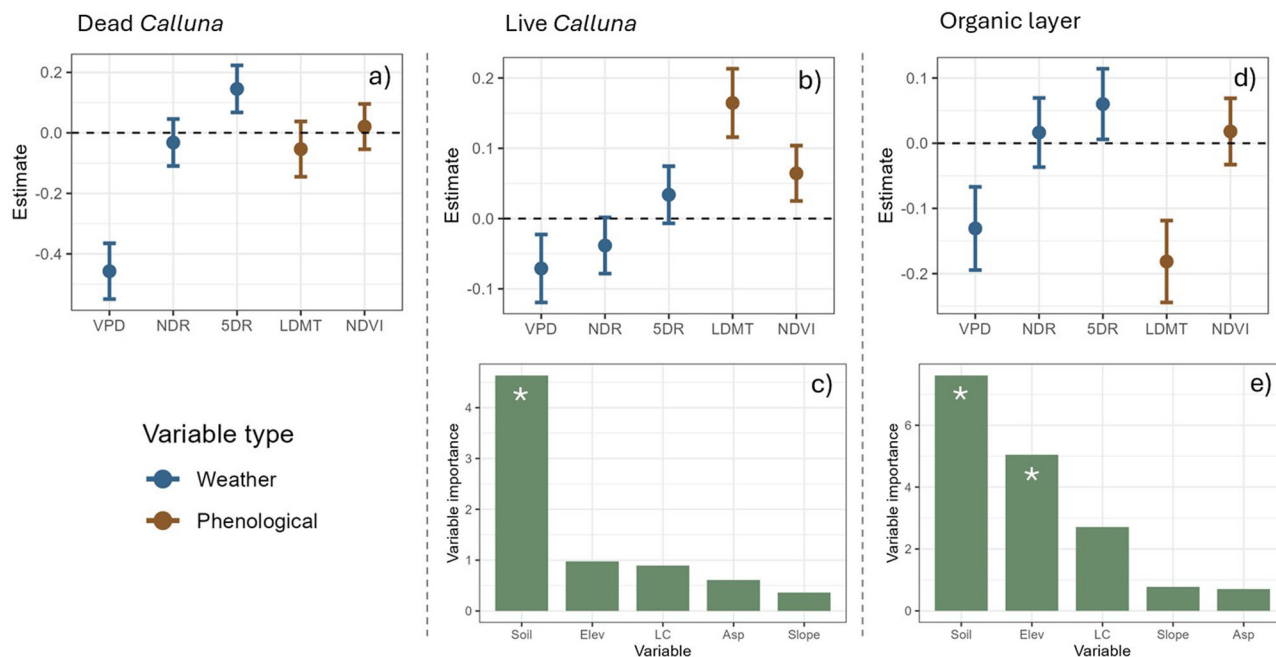 Dead Calluna
a)
Estimate
0.2
0.0
-0.2
-0.4
VPD NDR 5DR LDMT NDVI
Variable type
Weather
Phenological
Live Calluna
b)
Estimate
0.2
0.1
0.0
-0.1
VPD NDR 5DR LDMT NDVI
c)
Variable importance
4
3
2
1
0
*
Soil Elev LC Asp Slope
Variable
Organic layer
d)
Estimate
0.1
0.0
-0.1
-0.2
VPD NDR 5DR LDMT NDVI
e)
Variable importance
6
4
2
0
* *
Soil Elev LC Slope Asp
Variable